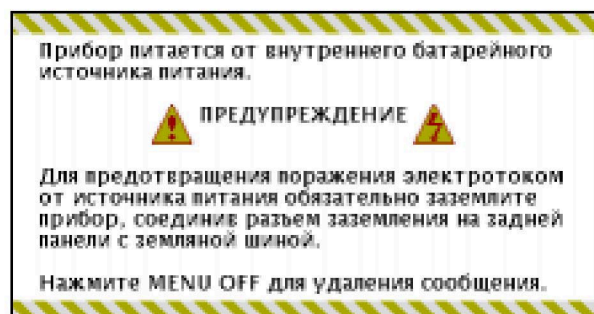 Прибор питается от внутреннего батарейного
источника питания.
ПРЕДУПРЕЖДЕНИЕ
Для предотвращения поражения электротоком
от источника питания обязательно заземлите
прибор, соединив разъем заземления на задней
панели с земляной шиной.
Нажмите MENU OFF для удаления сообщения.